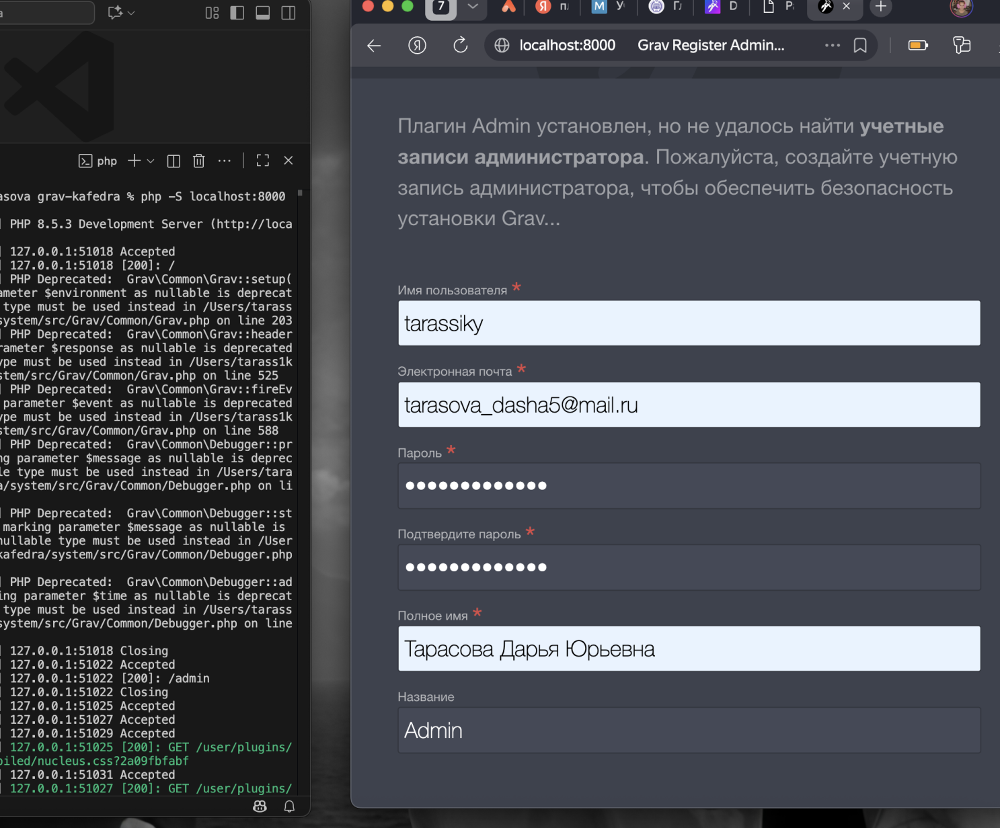 a
php
asova grav-kafedra % php -S localhost:8000
] PHP 8.5.3 Development Server (http://loca
] 127.0.0.1:51018 Accepted
] 127.0.0.1:51018 [200]: /
] PHP Deprecated:  Grav\Common\Grav::setup(
ameter $environment as nullable is deprecat
 type must be used instead in /Users/tarass
system/src/Grav/Common/Grav.php on line 203
] PHP Deprecated:  Grav\Common\Grav::header
rameter $response as nullable is deprecated
ype must be used instead in /Users/tarass1k
stem/src/Grav/Common/Grav.php on line 525
] PHP Deprecated:  Grav\Common\Grav::fireEv
 parameter $event as nullable is deprecated
ype must be used instead in /Users/tarass1k
stem/src/Grav/Common/Grav.php on line 588
] PHP Deprecated:  Grav\Common\Debugger::pr
ng parameter $message as nullable is deprec
le type must be used instead in /Users/tara
a/system/src/Grav/Common/Debugger.php on li
] PHP Deprecated:  Grav\Common\Debugger::st
 marking parameter $message as nullable is
nullable type must be used instead in /User
kafedra/system/src/Grav/Common/Debugger.php
] PHP Deprecated:  Grav\Common\Debugger::ad
ing parameter $time as nullable is deprecat
 type must be used instead in /Users/tarass
system/src/Grav/Common/Debugger.php on line
] 127.0.0.1:51018 Closing
] 127.0.0.1:51022 Accepted
] 127.0.0.1:51022 [200]: /admin
] 127.0.0.1:51022 Closing
] 127.0.0.1:51025 Accepted
] 127.0.0.1:51027 Accepted
] 127.0.0.1:51029 Accepted
] 127.0.0.1:51025 [200]: GET /user/plugins/
piled/nucleus.css?2a09fbfabf
] 127.0.0.1:51031 Accepted
] 127.0.0.1:51027 [200]: GET /user/plugins/
7 Я М D
Я localhost:8000 Grav Register Admin...
Плагин Admin установлен, но не удалось найти учетные
записи администратора. Пожалуйста, создайте учетную
запись администратора, чтобы обеспечить безопасность
установки Grav...
Имя пользователя *
tarassiky
Электронная почта *
tarasova_dasha5@mail.ru
Пароль *
•••••••••••••
Подтвердите пароль *
•••••••••••••
Полное имя *
Тарасова Дарья Юрьевна
Название
Admin